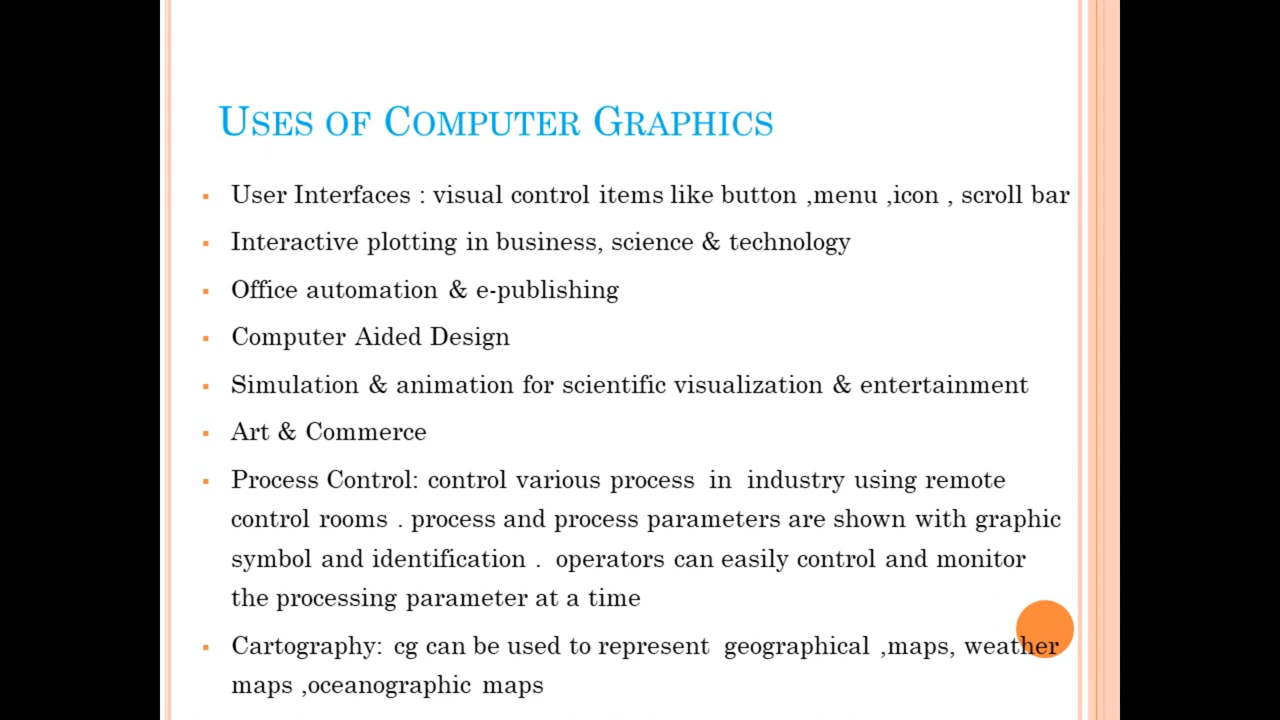 USES OF COMPUTER GRAPHICS
User Interfaces : visual control items like button ,menu ,icon , scroll bar
Interactive plotting in business, science & technology
Office automation & e-publishing
Computer Aided Design
Simulation & animation for scientific visualization & entertainment
Art & Commerce
Process Control: control various process in industry using remote
control rooms . process and process parameters are shown with graphic
symbol and identification . operators can easily control and monitor
the processing parameter at a time
Cartography: cg can be used to represent geographical ,maps, weather
maps ,oceanographic maps